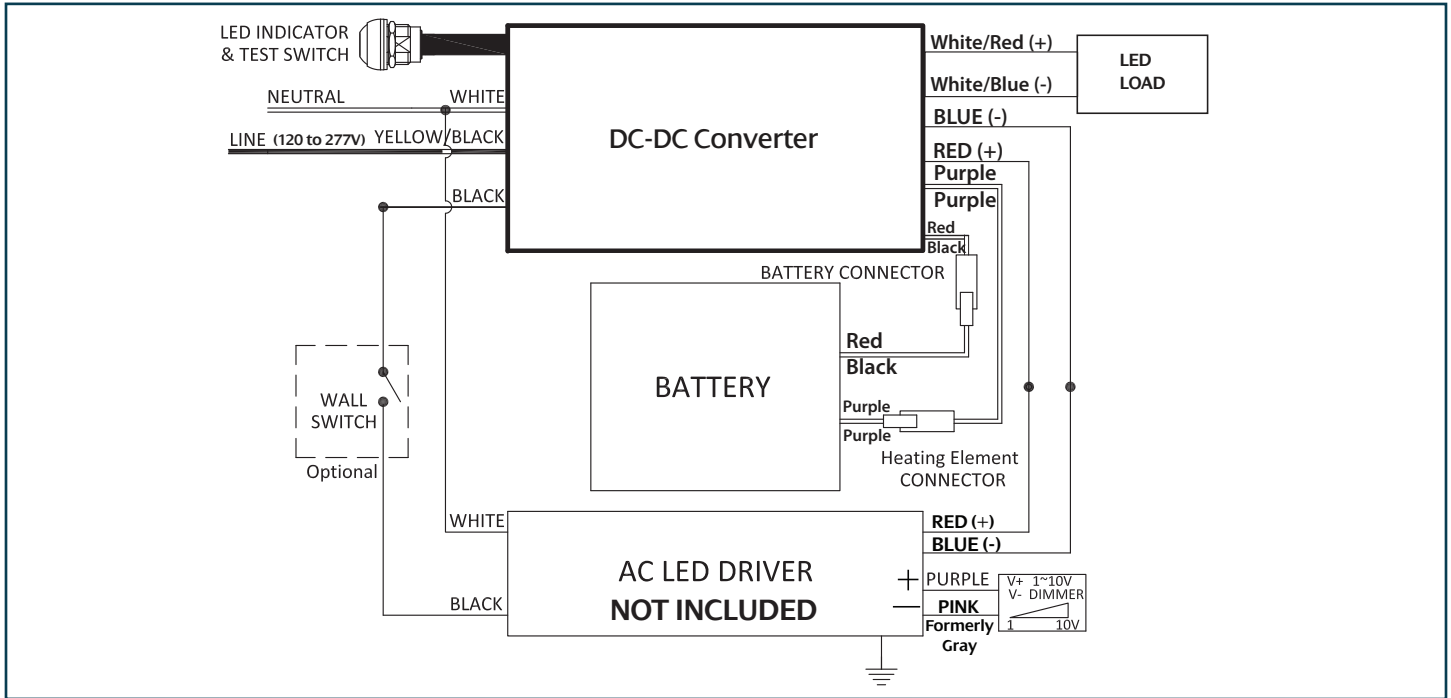 LED INDICATOR
& TEST SWITCH
NEUTRAL
WHITE
LINE (120 to 277V)
YELLOW/BLACK
BLACK
DC-DC Converter
White/Red (+)
White/Blue (-)
LED
LOAD
BLUE (-)
RED (+)
Purple
Purple
Red
Black
BATTERY CONNECTOR
BATTERY
Red
Black
Purple
Purple
Heating Element
CONNECTOR
WALL
SWITCH
Optional
WHITE
BLACK
AC LED DRIVER
NOT INCLUDED
RED (+)
BLUE (-)
+ PURPLE
— PINK
Formerly
Gray
V+ 1~10V
V- DIMMER
1 10V